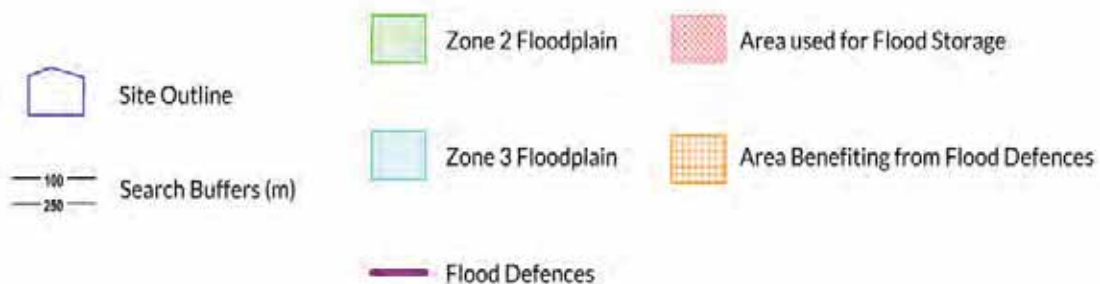 Site Outline
100
250
Search Buffers (m)
Zone 2 Floodplain
Zone 3 Floodplain
Flood Defences
Area used for Flood Storage
Area Benefiting from Flood Defences